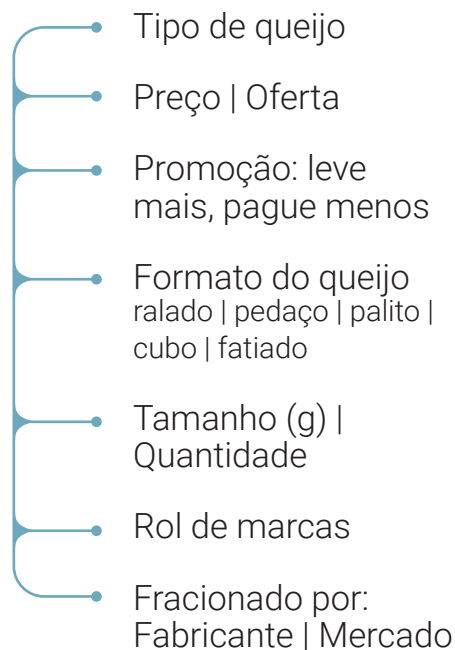 Tipo de queijo
Preço | Oferta
Promoção: leve
mais, pague menos
Formato do queijo
ralado | pedaço | palito |
cubo | fatiado
Tamanho (g) |
Quantidade
Rol de marcas
Fracionado por:
Fabricante | Mercado